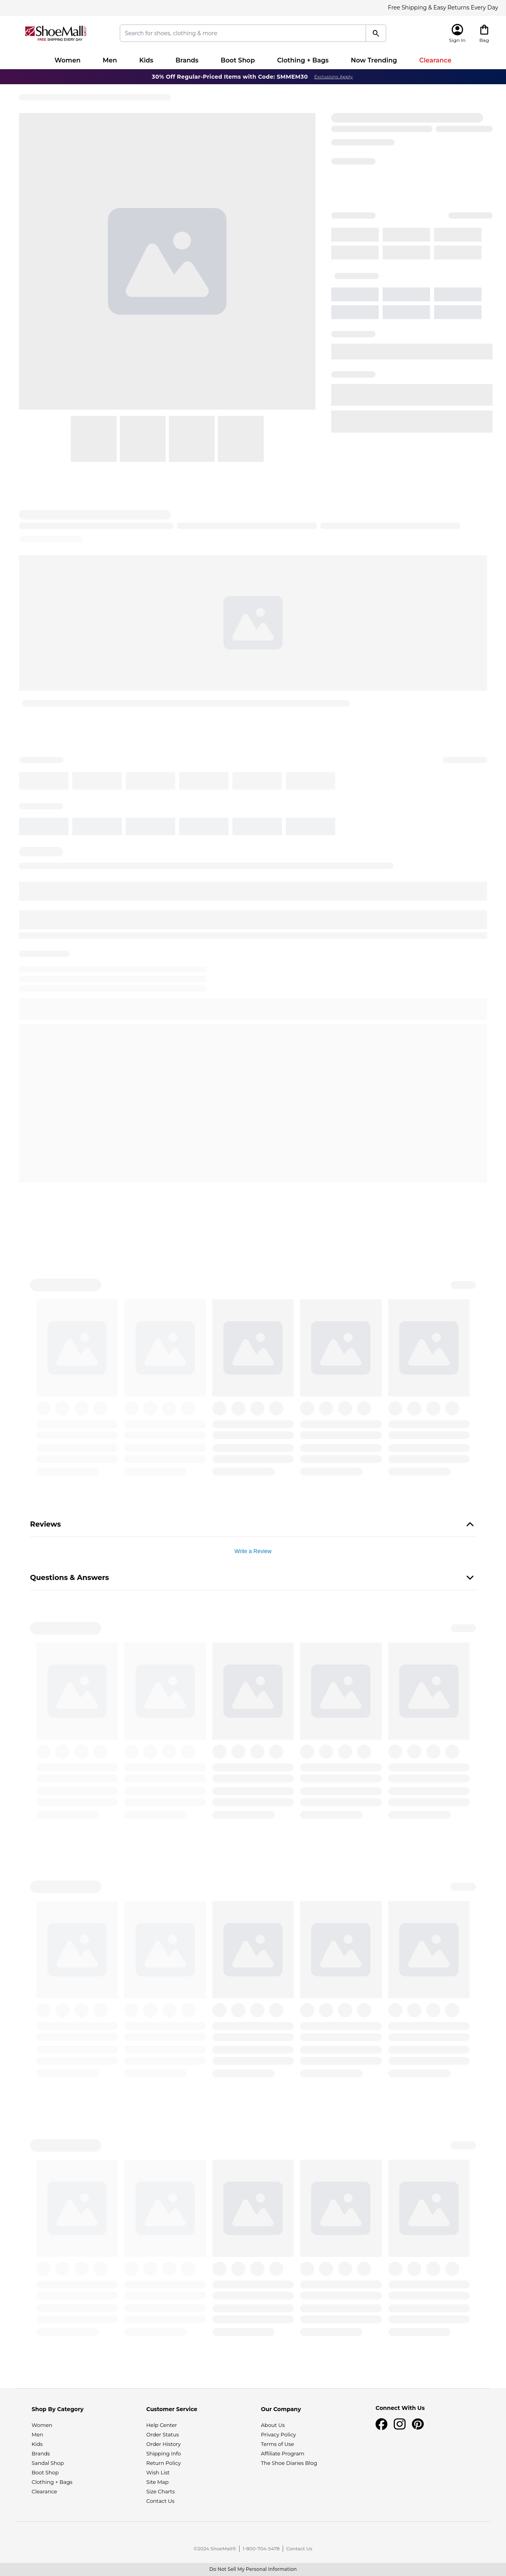 Free Shipping & Easy Returns Every Day
ShoeMall
FREE SHIPPING EVERY DAY
Search for shoes, clothing & more
Sign In
Bag
Women Men Kids Brands Boot Shop Clothing + Bags Now Trending Clearance
30% Off Regular-Priced Items with Code: SMMEM30 Exclusions Apply
Reviews
Write a Review
Questions & Answers
Shop By Category
Women
Men
Kids
Brands
Sandal Shop
Boot Shop
Clothing + Bags
Clearance
Customer Service
Help Center
Order Status
Order History
Shipping Info
Return Policy
Wish List
Site Map
Size Charts
Contact Us
Our Company
About Us
Privacy Policy
Terms of Use
Affiliate Program
The Shoe Diaries Blog
Connect With Us
©2024 ShoeMall® | 1-800-704-5478 | Contact Us
Do Not Sell My Personal Information